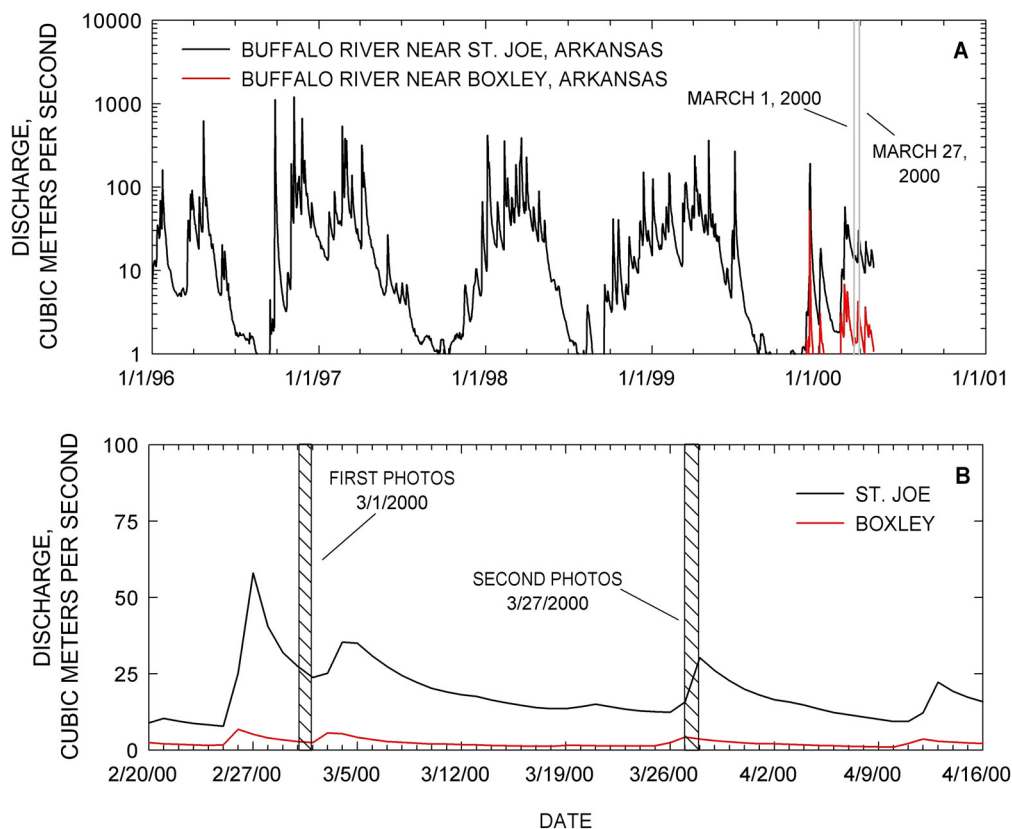 10000
1000
100
10
1
DISCHARGE,
CUBIC METERS PER SECOND
BUFFALO RIVER NEAR ST. JOE, ARKANSAS
BUFFALO RIVER NEAR BOXLEY, ARKANSAS
A
MARCH 1, 2000
MARCH 27,
2000
1/1/96
1/1/97
1/1/98
1/1/99
1/1/00
1/1/01
100
75
50
25
0
DISCHARGE,
CUBIC METERS PER SECOND
FIRST PHOTOS
3/1/2000
SECOND PHOTOS
3/27/2000
B
ST. JOE
BOXLEY
2/20/00
2/27/00
3/5/00
3/12/00
3/19/00
3/26/00
4/2/00
4/9/00
4/16/00
DATE